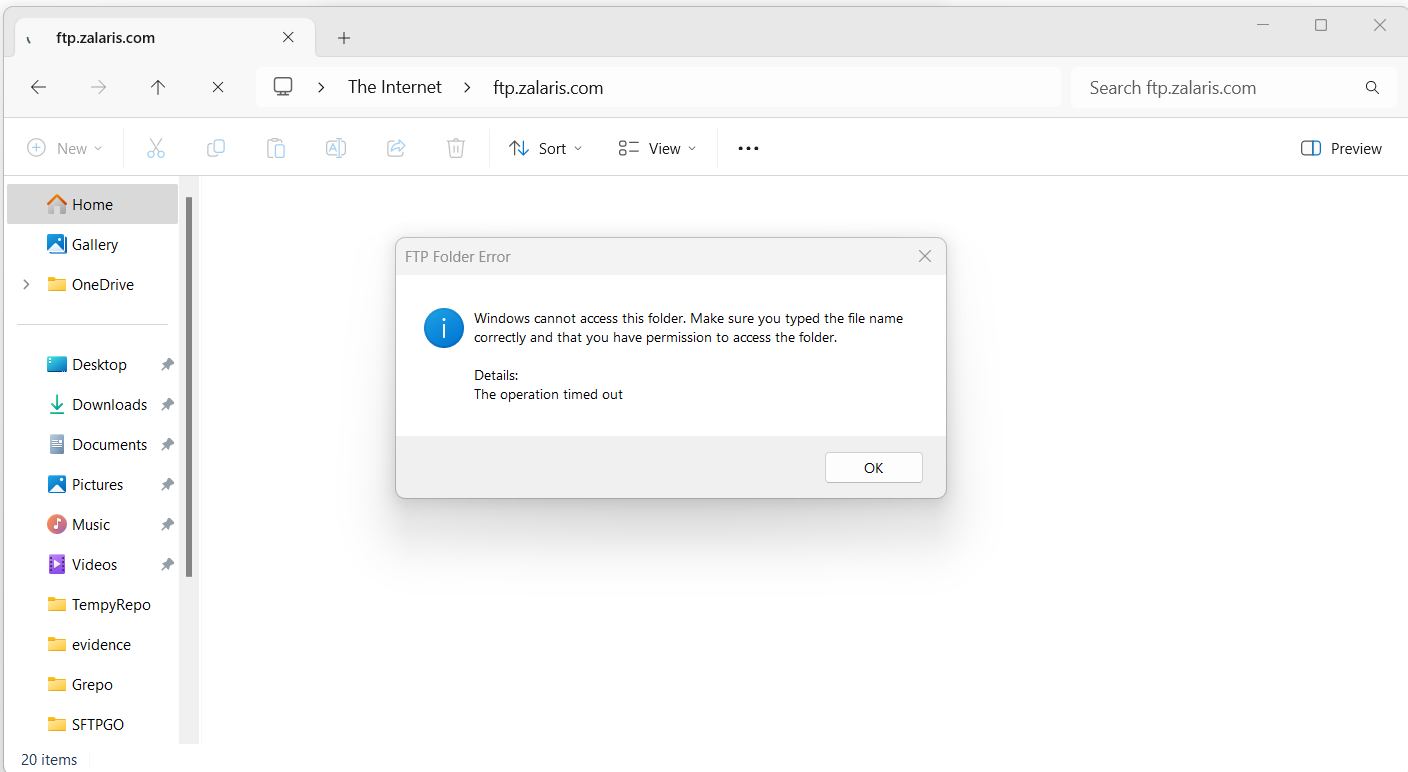 ftp.zalaris.com
The Internet
ftp.zalaris.com
Search ftp.zalaris.com
New
Sort
View
Preview
Home
Gallery
OneDrive
Desktop
Downloads
Documents
Pictures
Music
Videos
TempyRepo
evidence
Grepo
SFTPGO
20 items
FTP Folder Error
Windows cannot access this folder. Make sure you typed the file name
correctly and that you have permission to access the folder.
Details:
The operation timed out
OK